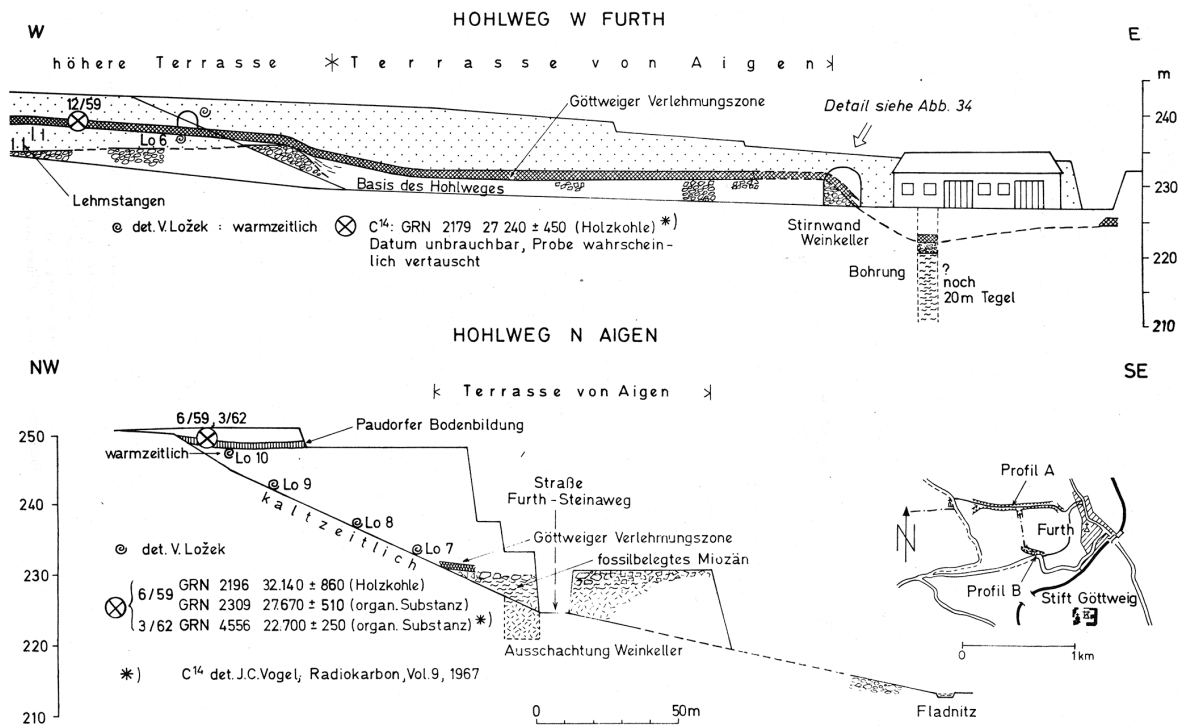 HOHLWEG W FURTH
W
E
höhere Terrasse
Terrasse von Aigen
m
12/59
Göttweiger Verlehmungszone
Detail siehe Abb. 34
240
Lo 6
Basis des Hohlweges
230
Lehmstangen
det. V. Ložek : warmzeitlich
C14: GRN 2179 27 240 ± 450 (Holzkohle) *)
Datum unbrauchbar, Probe wahrschein-
lich vertauscht
Stirnwand
Weinkeller
220
Bohrung
?
noch
20m Tegel
210
HOHLWEG N AIGEN
NW
SE
Terrasse von Aigen
6/59, 3/62
Paudorfer Bodenbildung
250
warmzeitlich
Lo 10
Lo 9
Straße
Furth-Steinaweg
Profil A
240
kaltzeitlich
Lo 8
N
Furth
Göttweiger Verlehmungszone
det. V. Ložek
Lo 7
fossilbelegtes Miozän
230
6/59 GRN 2196 32.140 ± 860 (Holzkohle)
GRN 2309 27.670 ± 510 (organ. Substanz)
3/62 GRN 4556 22.700 ± 250 (organ. Substanz) *)
Profil B
Stift Göttweig
220
Ausschachtung Weinkeller
0 1 km
*) C14 det. J.C. Vogel; Radiokarbon, Vol. 9, 1967
210
0 50m
Fladnitz